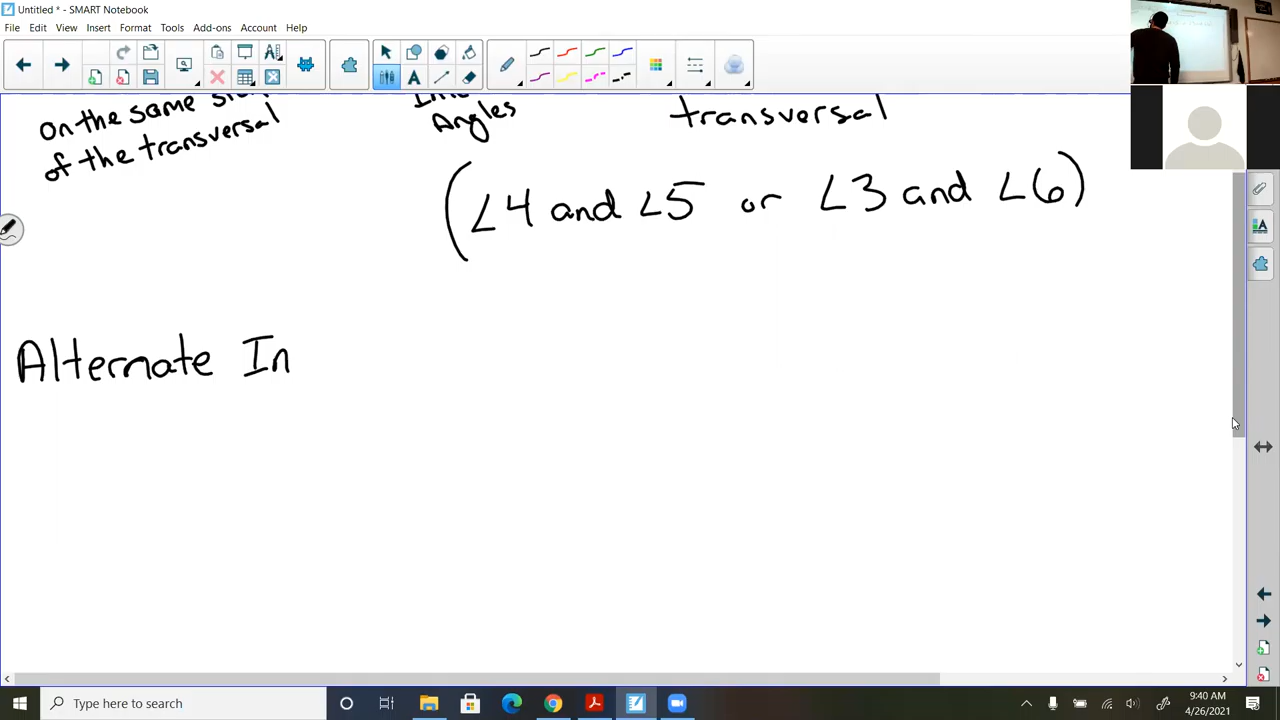 Untitled * - SMART Notebook
File Edit View Insert Format Tools Add-ons Account Help
on the same
of the transversal
Angles
transversal
(∠4 and ∠5 or ∠3 and ∠6)
Alternate In
Type here to search
9:40 AM
4/26/2021